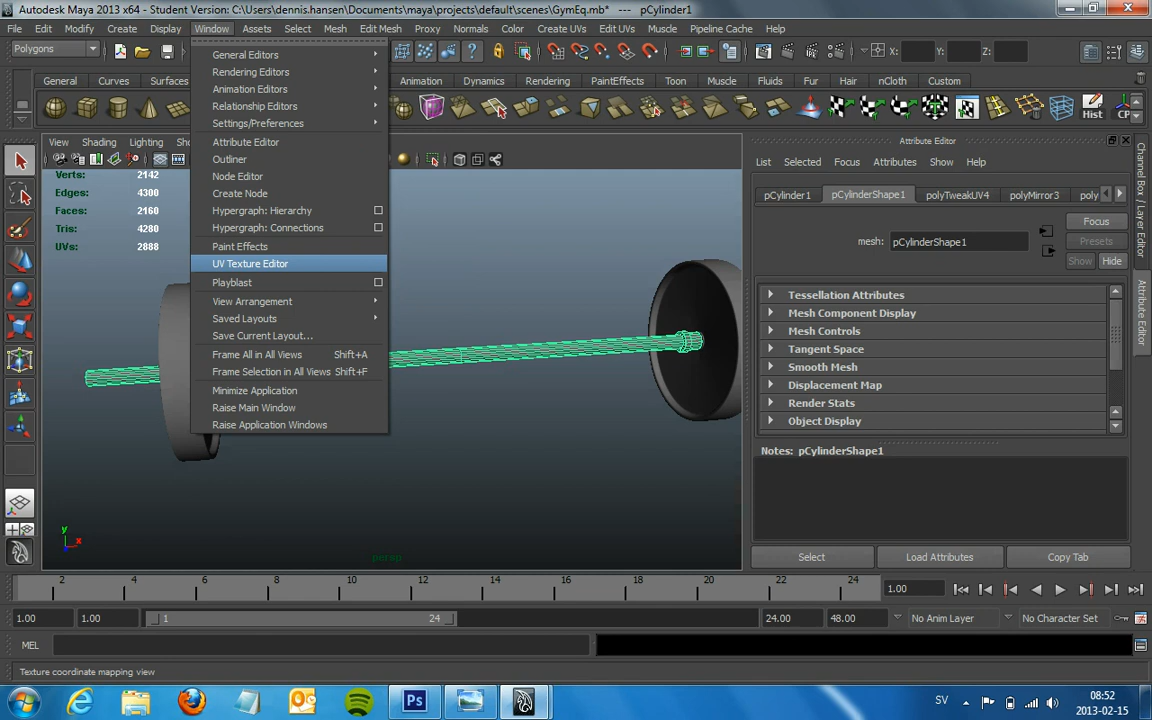 Autodesk Maya 2013 x64 - Student Version: C:\Users\dennis.hansen\Documents\maya\projects\default\scenes\GymEq.mb* --- pCylinder1
File Edit Modify Create Display Window Assets Select Mesh Edit Mesh Proxy Normals Color Create UVs Edit UVs Muscle Pipeline Cache Help
Polygons X: Y: Z:
General Curves Surfaces Animation Dynamics Rendering PaintEffects Toon Muscle Fluids Fur Hair nCloth Custom
Hist CP
View Shading Lighting Sh
Verts: 2142
Edges: 4300
Faces: 2160
Tris: 4280
UVs: 2888
General Editors
Rendering Editors
Animation Editors
Relationship Editors
Settings/Preferences
Attribute Editor
Outliner
Node Editor
Create Node
Hypergraph: Hierarchy
Hypergraph: Connections
Paint Effects
UV Texture Editor
Playblast
View Arrangement
Saved Layouts
Save Current Layout...
Frame All in All Views Shift+A
Frame Selection in All Views Shift+F
Minimize Application
Raise Main Window
Raise Application Windows
y
x
persp
Attribute Editor
List Selected Focus Attributes Show Help
pCylinder1 pCylinderShape1 polyTweakUV4 polyMirror3 poly
mesh: pCylinderShape1
Focus
Presets
Show Hide
Tessellation Attributes
Mesh Component Display
Mesh Controls
Tangent Space
Smooth Mesh
Displacement Map
Render Stats
Object Display
Notes: pCylinderShape1
Select Load Attributes Copy Tab
Channel Box / Layer Editor
Attribute Editor
2 4 6 8 10 12 14 16 18 20 22 24 1.00
1.00 1.00 1 24 24.00 48.00 No Anim Layer No Character Set
MEL
Texture coordinate mapping view
Ps SV 08:52
2013-02-15